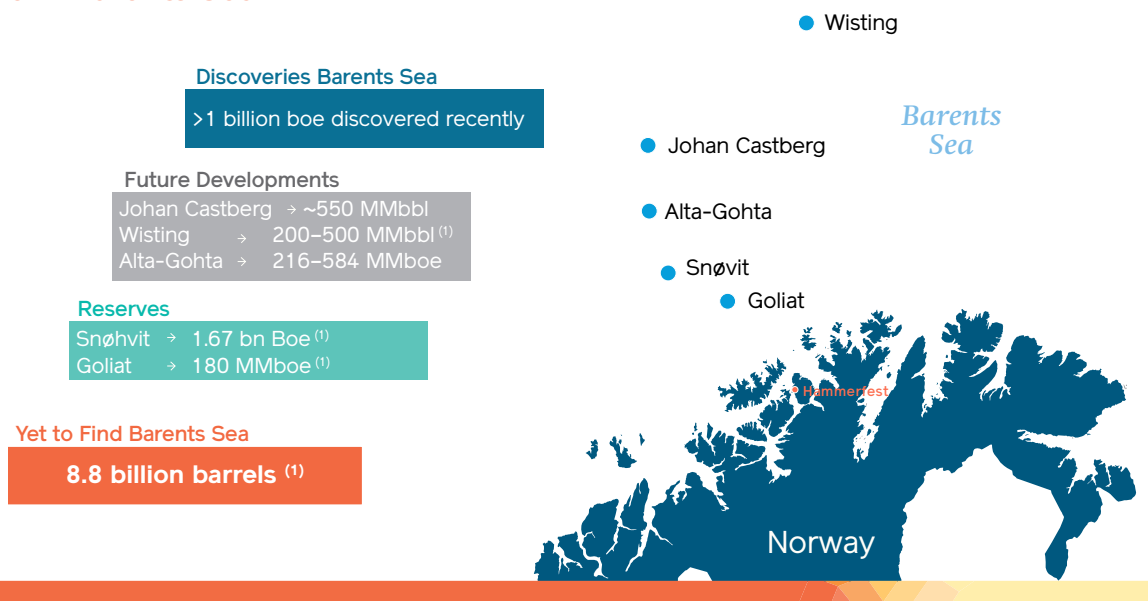 Discoveries Barents Sea
>1 billion boe discovered recently
Future Developments
Johan Castberg → ~550 MMbbl
Wisting → 200–500 MMbbl (1)
Alta-Gohta → 216–584 MMboe
Reserves
Snøhvit → 1.67 bn Boe (1)
Goliat → 180 MMboe (1)
Yet to Find Barents Sea
8.8 billion barrels (1)
Wisting
Barents
Sea
Johan Castberg
Alta-Gohta
Snøvit
Goliat
Hammerfest
Norway